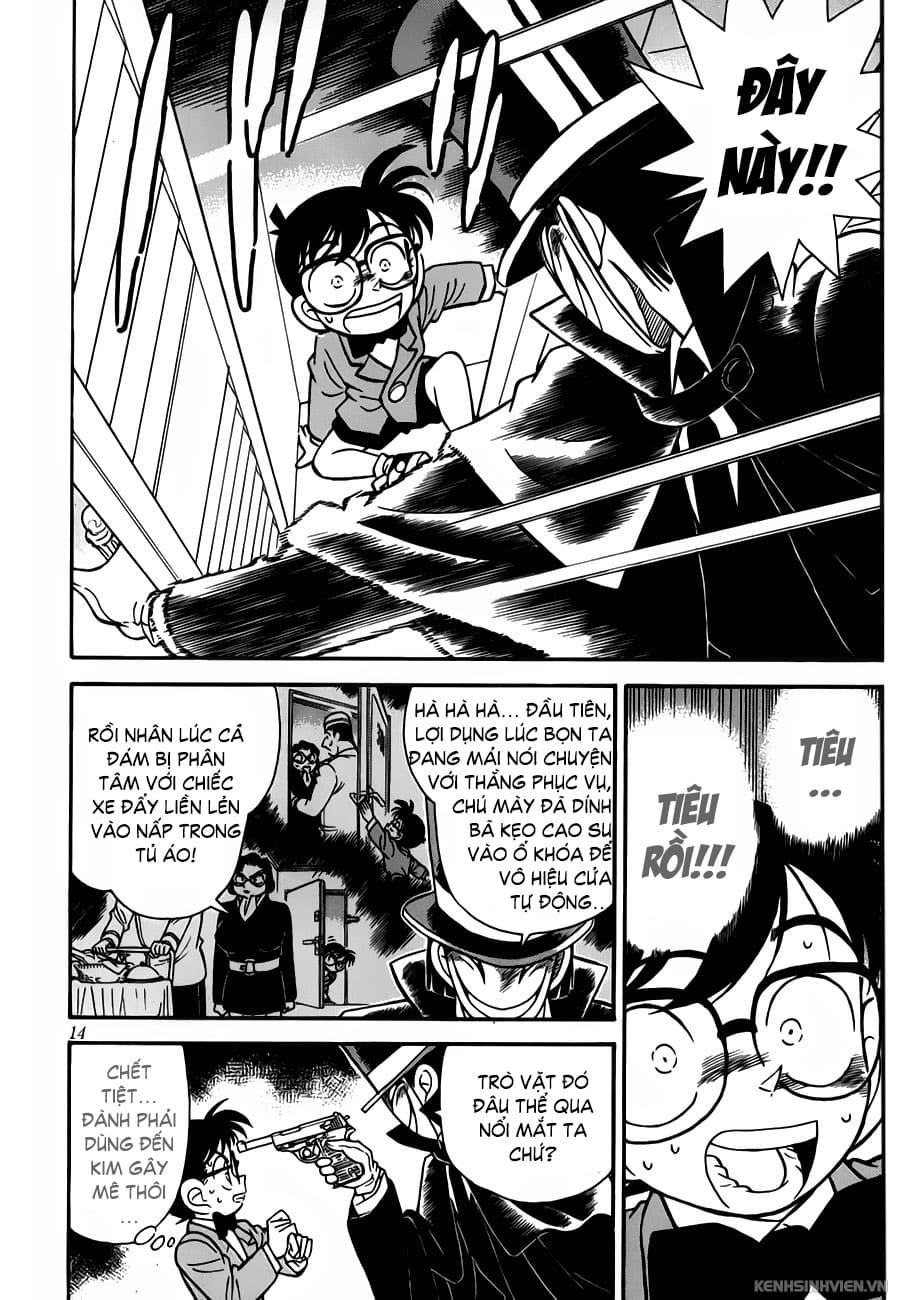 ĐÂY
NÀY!!
TIÊU
...
TIÊU
RỒI!!!
HÀ HÀ HÀ... ĐẦU TIÊN,
LỢI DỤNG LÚC BỌN TA
ĐANG MẢI NÓI CHUYỆN
VỚI THẰNG PHỤC VỤ,
CHÚ MÀY ĐÃ DÍNH
BÃ KẸO CAO SU
VÀO Ổ KHÓA ĐỂ
VÔ HIỆU CỬA
TỰ ĐỘNG..
RỒI NHÂN LÚC CẢ
ĐÁM BỊ PHÂN
TÂM VỚI CHIẾC
XE ĐẨY LIỀN LẺN
VÀO NẤP TRONG
TỦ ÁO!
14
TRÒ VẶT ĐÓ
ĐÂU THỂ QUA
NỔI MẮT TA
CHỨ?
CHẾT
TIỆT...
ĐÀNH PHẢI
DÙNG ĐẾN
KIM GÂY
MÊ THÔI
...
KENHSINHVIEN.VN